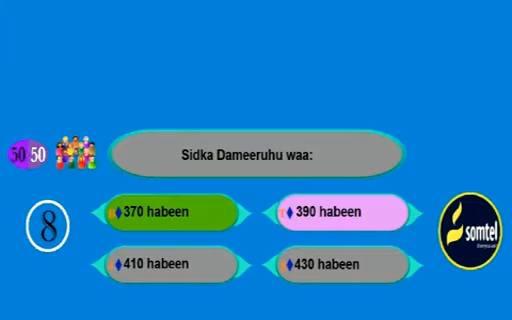 50 50
Sidka Dameeruhu waa:
8
370 habeen
390 habeen
410 habeen
430 habeen
somtel